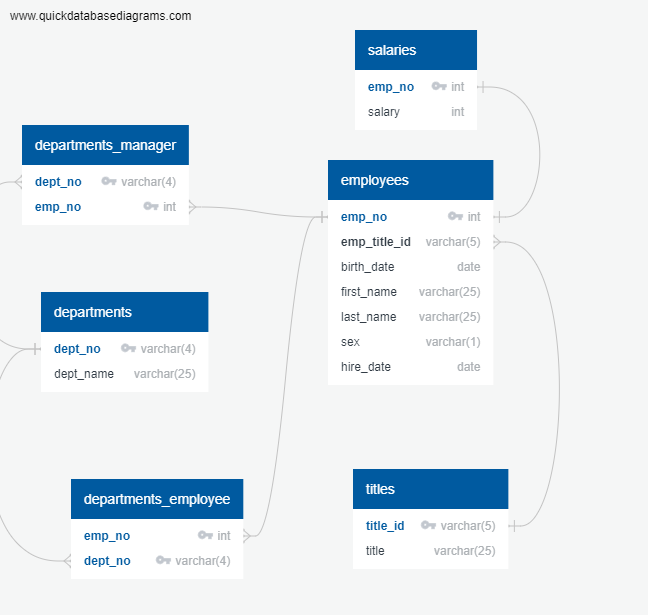 www.quickdatabasediagrams.com
salaries
emp_no int
salary int
departments_manager
dept_no varchar(4)
emp_no int
employees
emp_no int
emp_title_id varchar(5)
birth_date date
first_name varchar(25)
last_name varchar(25)
sex varchar(1)
hire_date date
departments
dept_no varchar(4)
dept_name varchar(25)
departments_employee
emp_no int
dept_no varchar(4)
titles
title_id varchar(5)
title varchar(25)